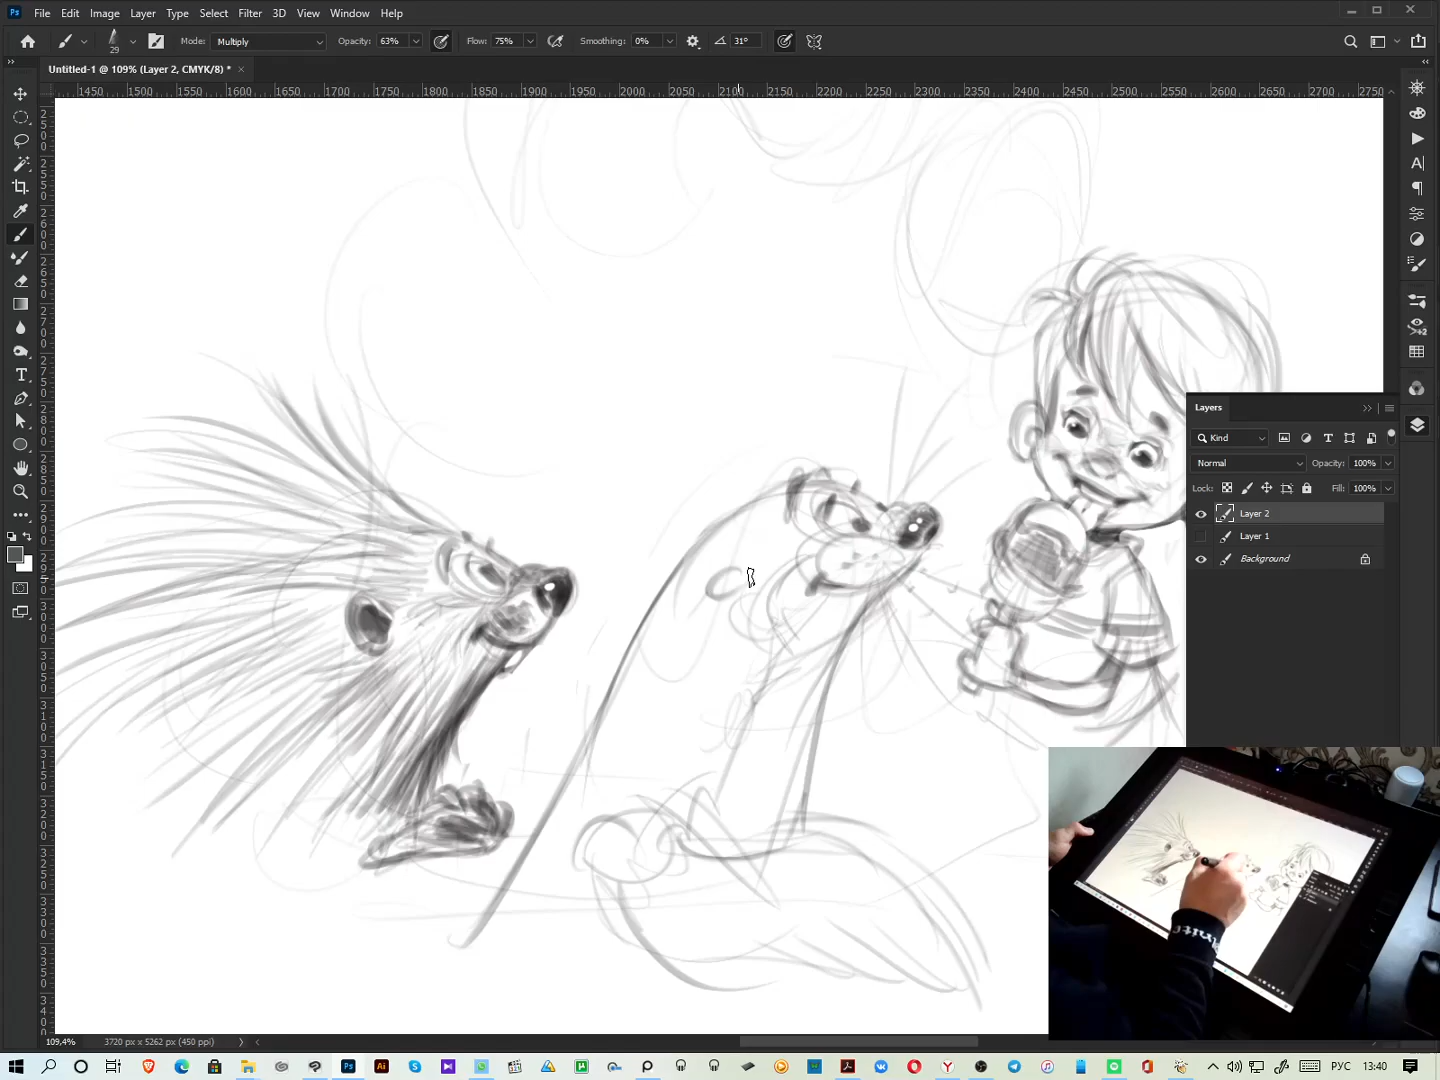 Ps File Edit Image Layer Type Select Filter 3D View Window Help
29 Mode: Multiply Opacity: 63% Flow: 75% Smoothing: 0% 31°
Untitled-1 @ 109% (Layer 2, CMYK/8) * ×
1450 1500 1550 1600 1650 1700 1750 1800 1850 1900 1950 2000 2050 2100 2150 2200 2250 2300 2350 2400 2450 2500 2550 2600 2650 2700 2750
Layers
Kind
Normal Opacity: 100%
Lock: Fill: 100%
Layer 2
Layer 1
Background
109,4% 3720 px x 5262 px (450 ppi)
Ps Ai РУС 13:40